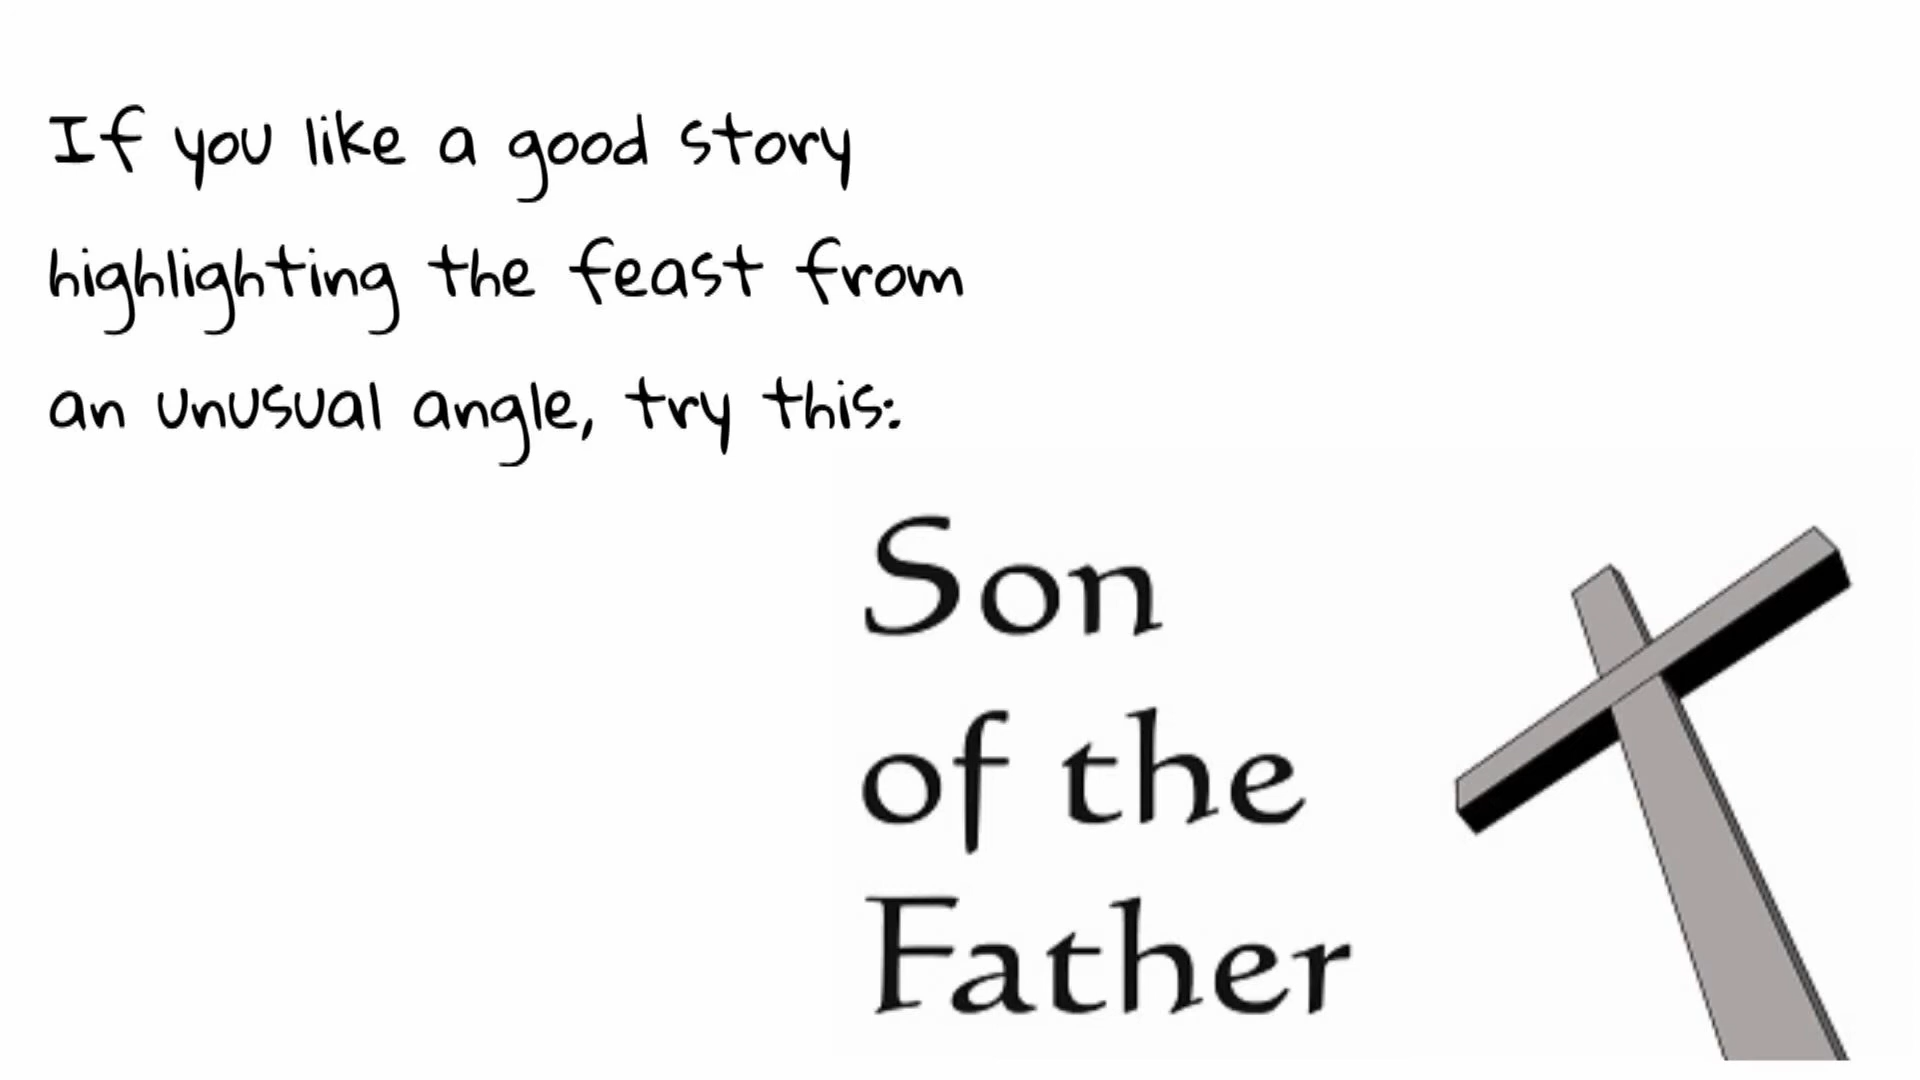 If you like a good story
highlighting the feast from
an unusual angle, try this:
Son
of the
Father